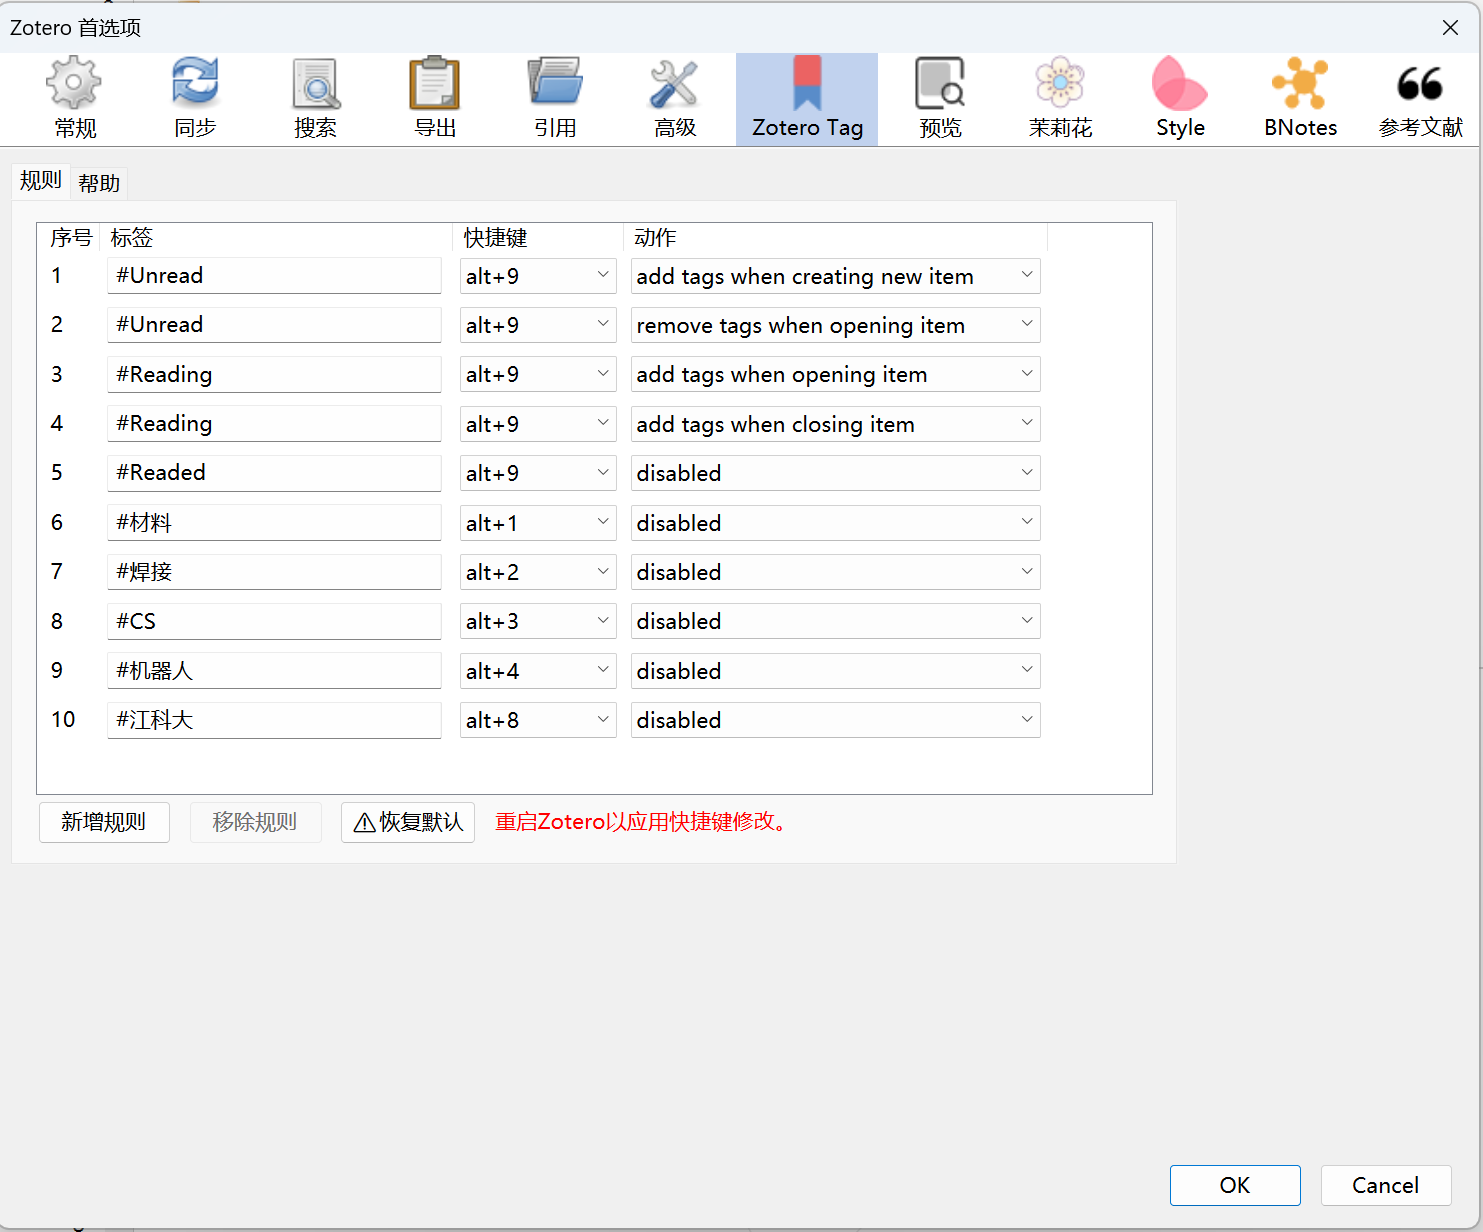 Zotero 首选项
常规 同步 搜索 导出 引用 高级 Zotero Tag 预览 茉莉花 Style BNotes 参考文献
规则 帮助
序号 标签 快捷键 动作
1 #Unread alt+9 add tags when creating new item
2 #Unread alt+9 remove tags when opening item
3 #Reading alt+9 add tags when opening item
4 #Reading alt+9 add tags when closing item
5 #Readed alt+9 disabled
6 #材料 alt+1 disabled
7 #焊接 alt+2 disabled
8 #CS alt+3 disabled
9 #机器人 alt+4 disabled
10 #江科大 alt+8 disabled
新增规则 移除规则 ⚠恢复默认 重启Zotero以应用快捷键修改。
OK Cancel